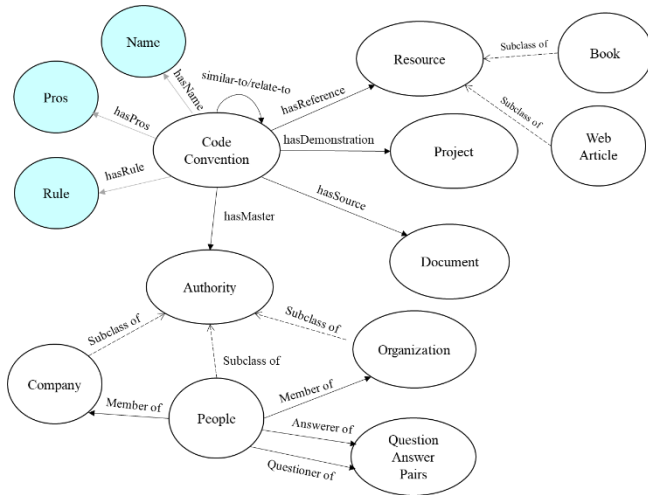 Name
Resource
Subclass of
Book
similar-to/relate-to
hasName
hasReference
Pros
hasPros
Subclass of
Code
Convention
hasDemonstration
Project
Web
Article
Rule
hasRule
hasSource
hasMaster
Document
Authority
Subclass of
Subclass of
Subclass of
Organization
Company
Member of
Member of
People
Answerer of
Questioner of
Question
Answer
Pairs